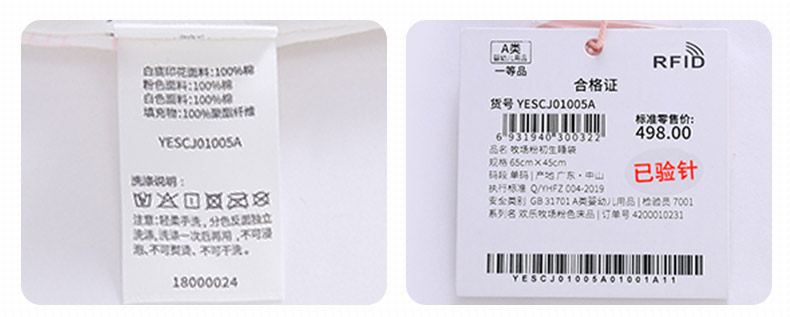 白底印花面料:100%棉
粉色面料:100%棉
白色面料:100%棉
填充物:100%聚酯纤维
YESCJ01005A
洗涤说明:
注意:轻柔手洗,分色反面独立
洗涤,洗涤一次后再用,不可浸
泡、不可熨烫、不可干洗。
18000024
A类
婴幼儿用品
一等品
RFID
合格证
货号 YESCJ01005A
6 931940 300322
标准零售价:
498.00
品名 牧场粉初生睡袋
规格 65cm×45cm
码段 单码 | 产地 广东·中山
已验针
执行标准 Q/YHFZ 004-2019
安全类别 GB 31701 A类婴幼儿用品 | 检验员 7001
系列名 欢乐牧场粉色床品 | 订单号 4200010231
YESCJ01005A01001A11